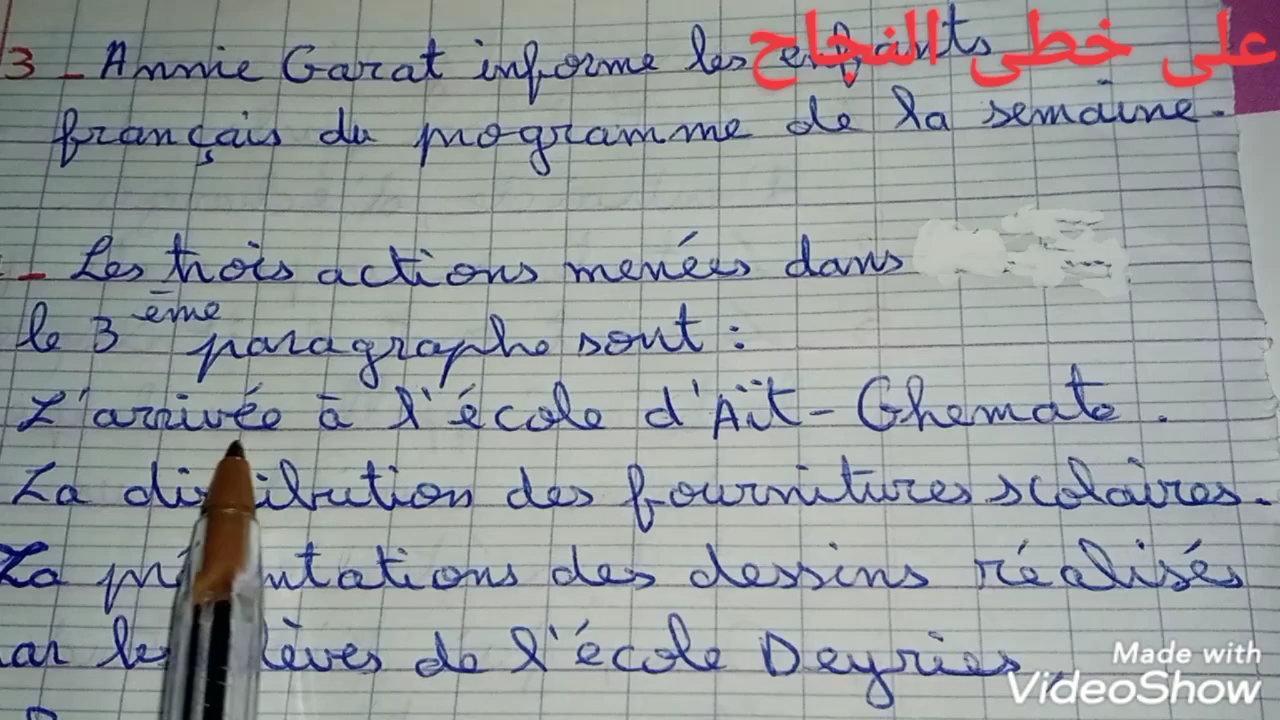 على خطى النجاح
3 - Annie Garat informe les enfants
français du programme de la semaine.
- Les trois actions menées dans
le 3ème paragraphe sont :
L'arrivée à l'école d'Aït-Ghemate.
La distribution des fournitures scolaires.
La des dessins réalisés
les élèves de l'école Deyries.
Made with
VideoShow